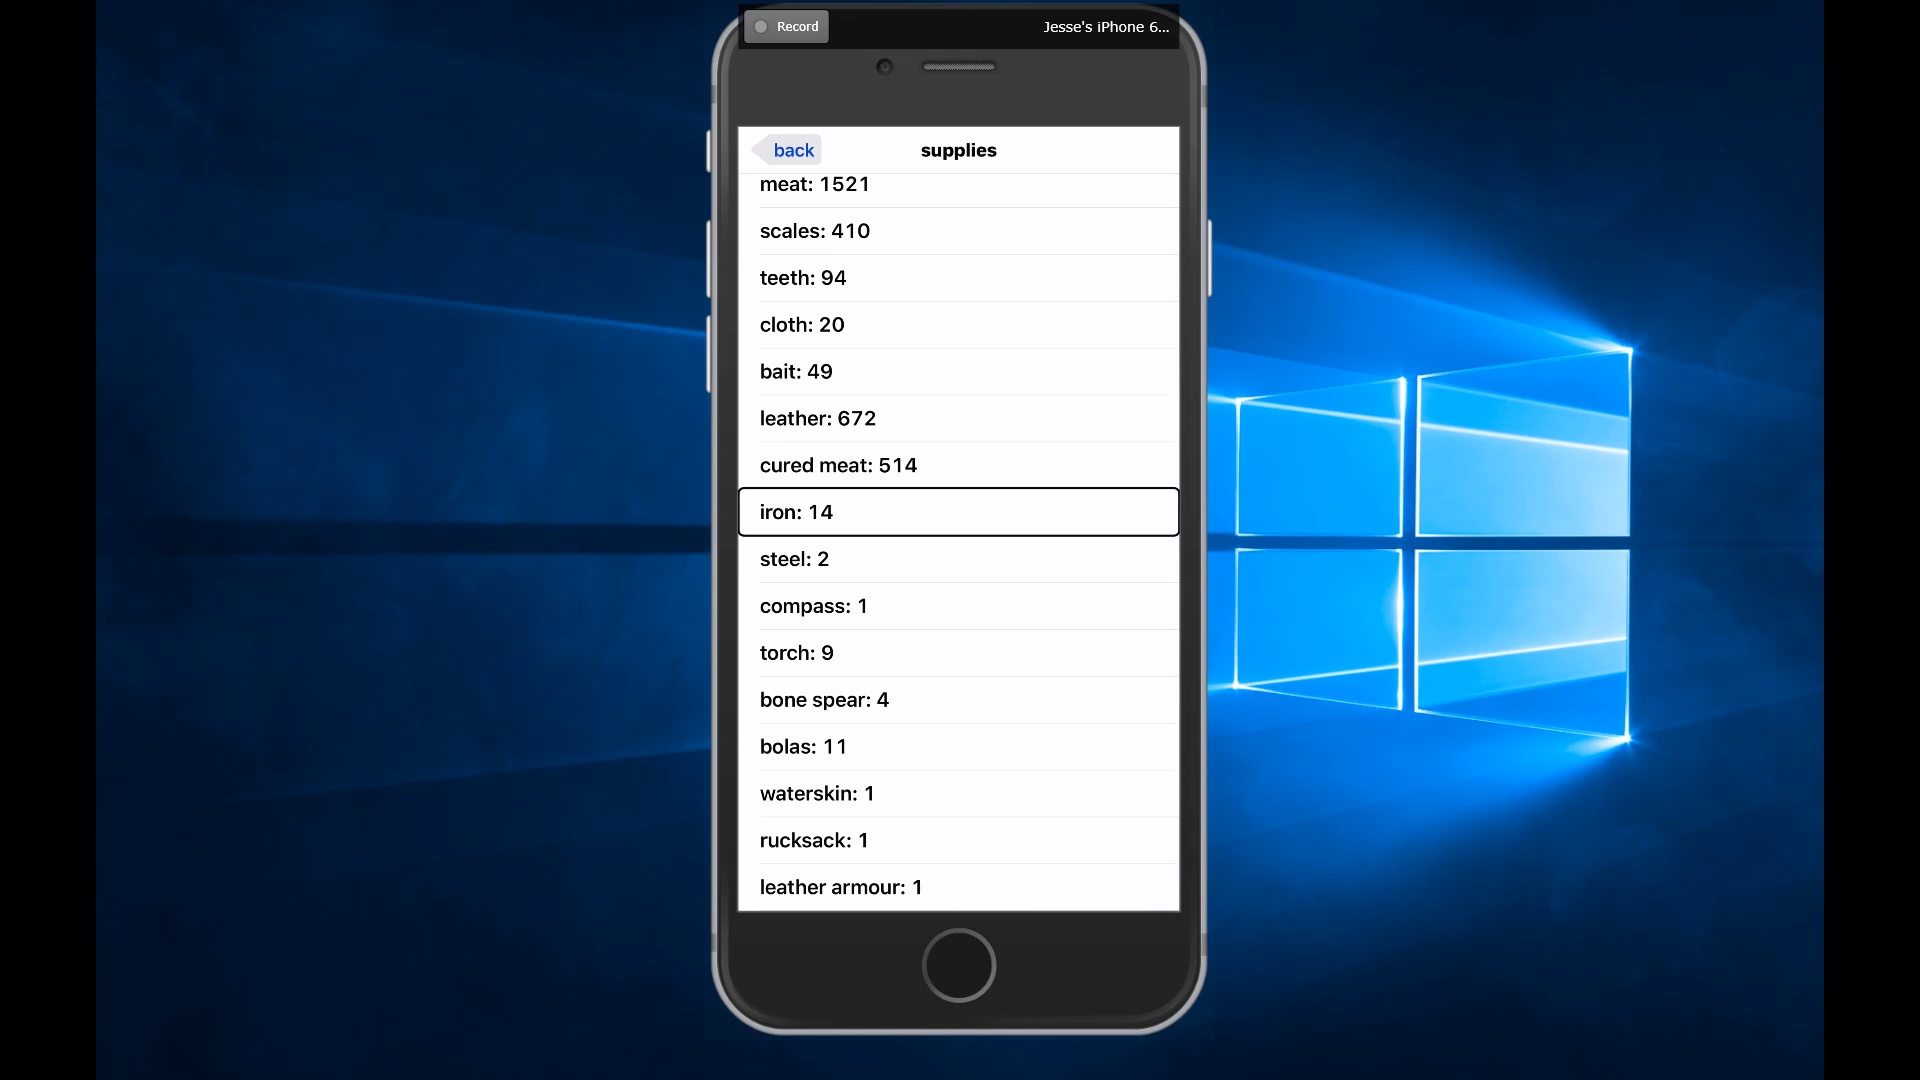 Record
Jesse's iPhone 6...
back
supplies
meat: 1521
scales: 410
teeth: 94
cloth: 20
bait: 49
leather: 672
cured meat: 514
iron: 14
steel: 2
compass: 1
torch: 9
bone spear: 4
bolas: 11
waterskin: 1
rucksack: 1
leather armour: 1